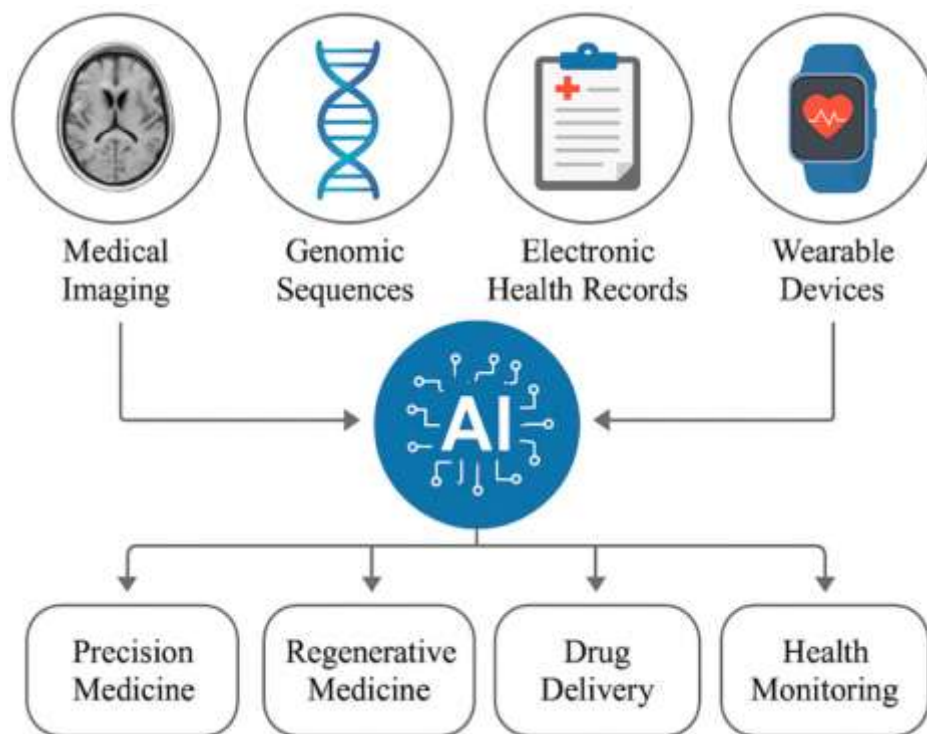 Medical
Imaging
Genomic
Sequences
Electronic
Health Records
Wearable
Devices
AI
Precision
Medicine
Regenerative
Medicine
Drug
Delivery
Health
Monitoring